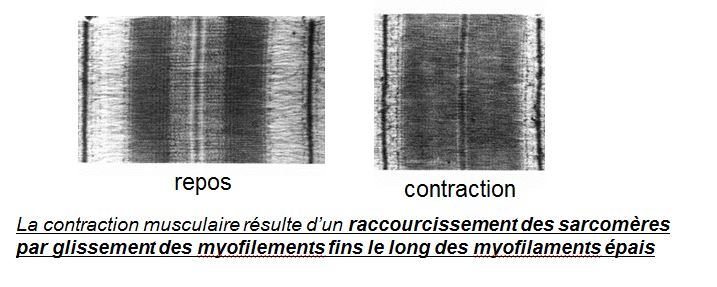 repos
contraction
La contraction musculaire résulte d’un raccourcissement des sarcomères
par glissement des myofilements fins le long des myofilaments épais